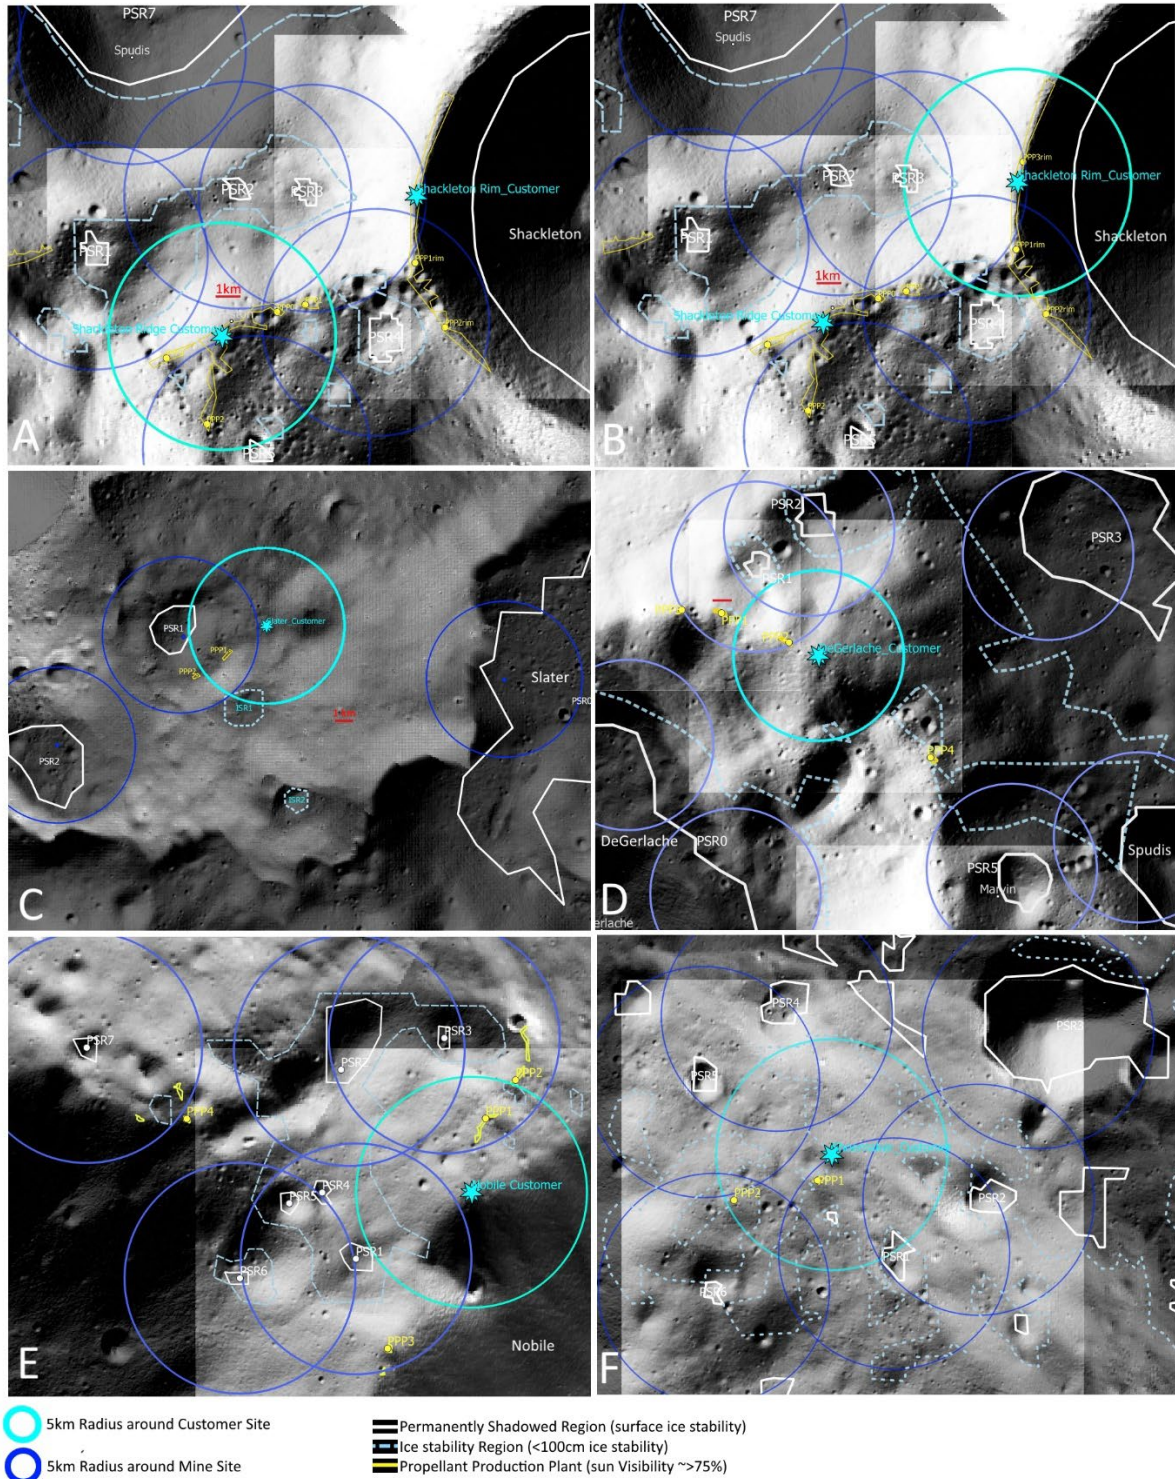 PSR7
Spudis
PSR2
PSR3
Shackleton Rim_Customer
PSR1
Shackleton
PPP1rim
1km
Shackleton Ridge Customer
PPP2rim
PSR4
PPP2
A
PSR7
Spudis
PPP3rim
PSR2
PSR3
Shackleton Rim_Customer
PSR1
Shackleton
PPP1rim
1km
Shackleton Ridge Customer
PPP2rim
PPP2
B
PSR1
Slater_Customer
PPP1
PPP2
Slater
PSR0
ISR1
1km
PSR2
ISR2
C
PSR2
PSR3
PSR1
DeGerlache_Customer
PPP4
DeGerlache
PSR0
PSR5
Marvin
Spudis
erlache
D
PSR7
PSR2
PSR3
PPP2
PPP4
PPP1
PSR5
PSR4
Nobile Customer
PSR1
PSR6
PPP3
Nobile
E
PSR4
PSR3
PSR5
PPP1
PPP2
PSR2
PSR1
F
5km Radius around Customer Site
5km Radius around Mine Site
Permanently Shadowed Region (surface ice stability)
Ice stability Region (<100cm ice stability)
Propellant Production Plant (sun Visibility ~>75%)